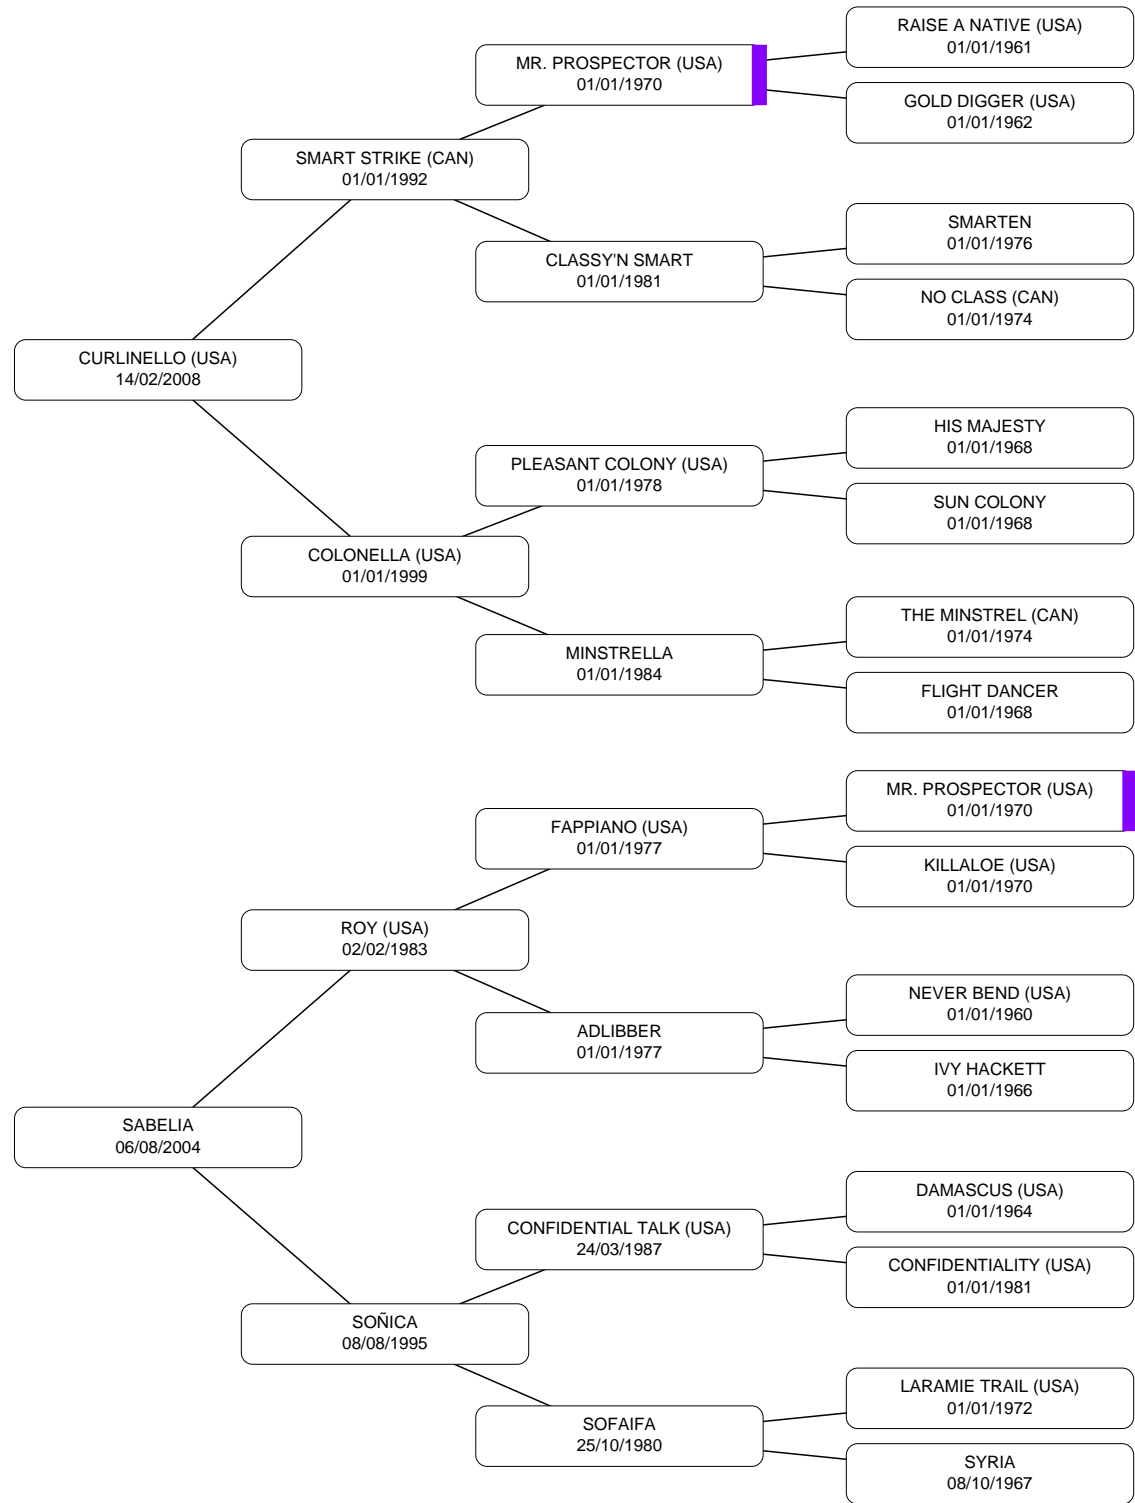 RAISE A NATIVE (USA)
01/01/1961
MR. PROSPECTOR (USA)
01/01/1970
GOLD DIGGER (USA)
01/01/1962
SMART STRIKE (CAN)
01/01/1992
SMARTEN
01/01/1976
CLASSY'N SMART
01/01/1981
NO CLASS (CAN)
01/01/1974
CURLINELLO (USA)
14/02/2008
HIS MAJESTY
01/01/1968
PLEASANT COLONY (USA)
01/01/1978
SUN COLONY
01/01/1968
COLONELLA (USA)
01/01/1999
THE MINSTREL (CAN)
01/01/1974
MINSTRELLA
01/01/1984
FLIGHT DANCER
01/01/1968
MR. PROSPECTOR (USA)
01/01/1970
FAPPIANO (USA)
01/01/1977
KILLALOE (USA)
01/01/1970
ROY (USA)
02/02/1983
NEVER BEND (USA)
01/01/1960
ADLIBBER
01/01/1977
IVY HACKETT
01/01/1966
SABELIA
06/08/2004
DAMASCUS (USA)
01/01/1964
CONFIDENTIAL TALK (USA)
24/03/1987
CONFIDENTIALITY (USA)
01/01/1981
SOÑICA
08/08/1995
LARAMIE TRAIL (USA)
01/01/1972
SOFAIFA
25/10/1980
SYRIA
08/10/1967